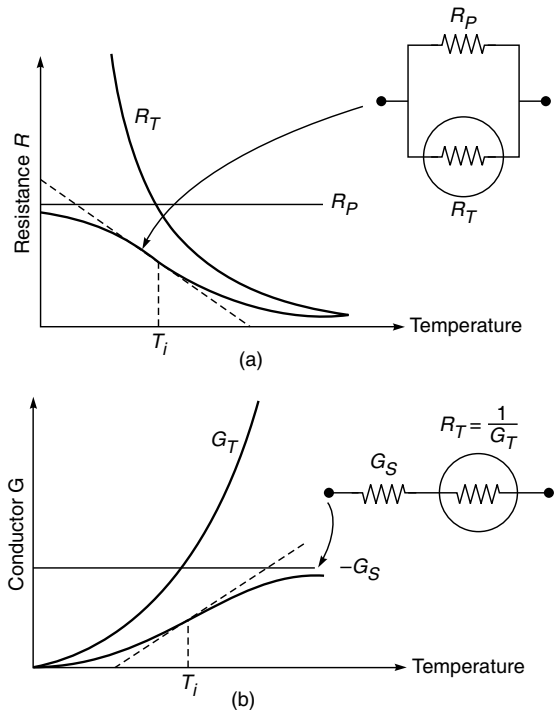 R_P
R_T
R_P
R_T
Resistance R
Temperature
T_i
(a)
R_T = 1/G_T
G_T
G_S
Conductor G
–G_S
Temperature
T_i
(b)